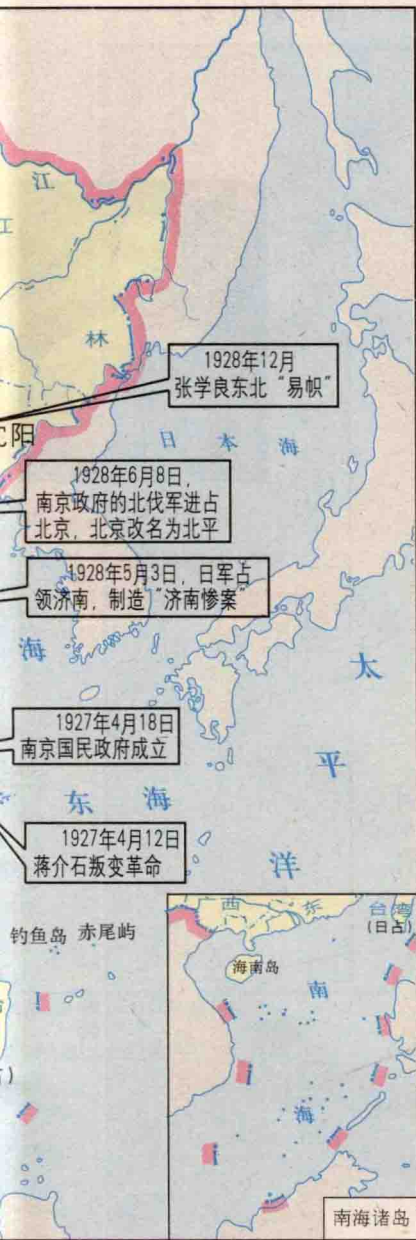 江
江
林
1928年12月
张学良东北“易帜”
阳
日本海
1928年6月8日，
南京政府的北伐军进占
北京，北京改名为北平
1928年5月3日，日军占
领济南，制造“济南惨案”
海
太
平
洋
1927年4月18日
南京国民政府成立
东海
1927年4月12日
蒋介石叛变革命
钓鱼岛 赤尾屿
广西 东
台湾
(日占)
海南岛
南
海
南海诸岛